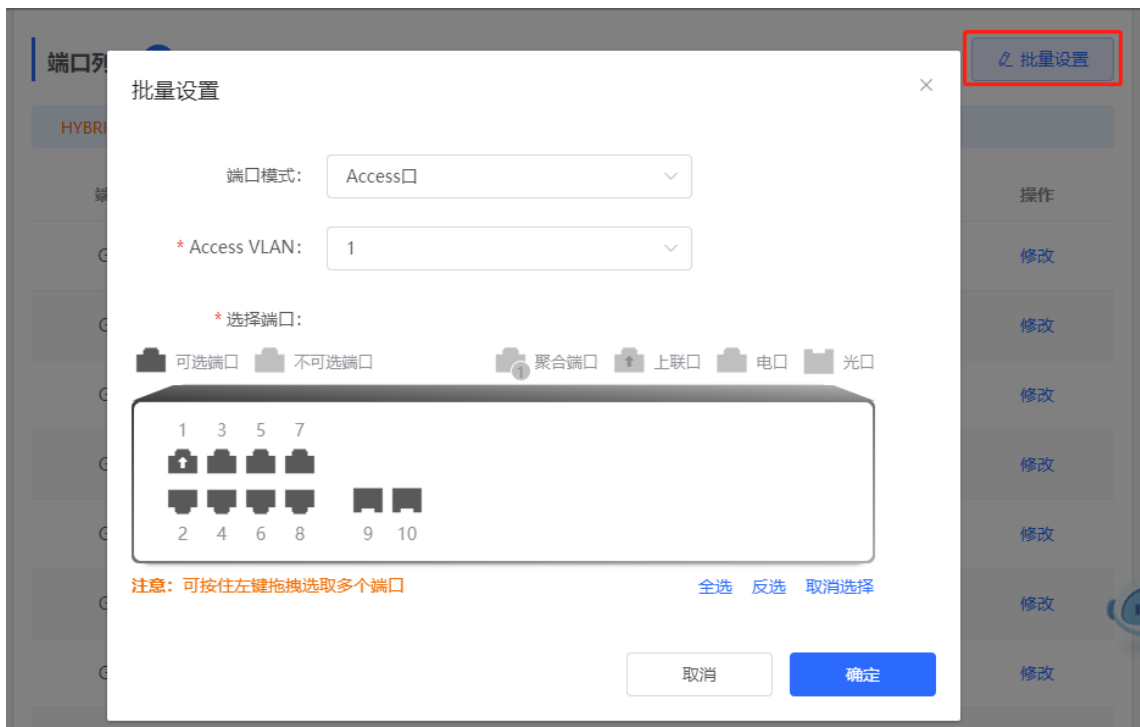 端口列
批量设置
批量设置
HYBRI
端口模式：
Access口
操作
* Access VLAN：
1
修改
* 选择端口：
修改
可选端口
不可选端口
1
聚合端口
上联口
电口
光口
修改
1 3 5 7
修改
2 4 6 8 9 10
修改
注意：可按住左键拖拽选取多个端口
全选
反选
取消选择
修改
取消
确定
修改